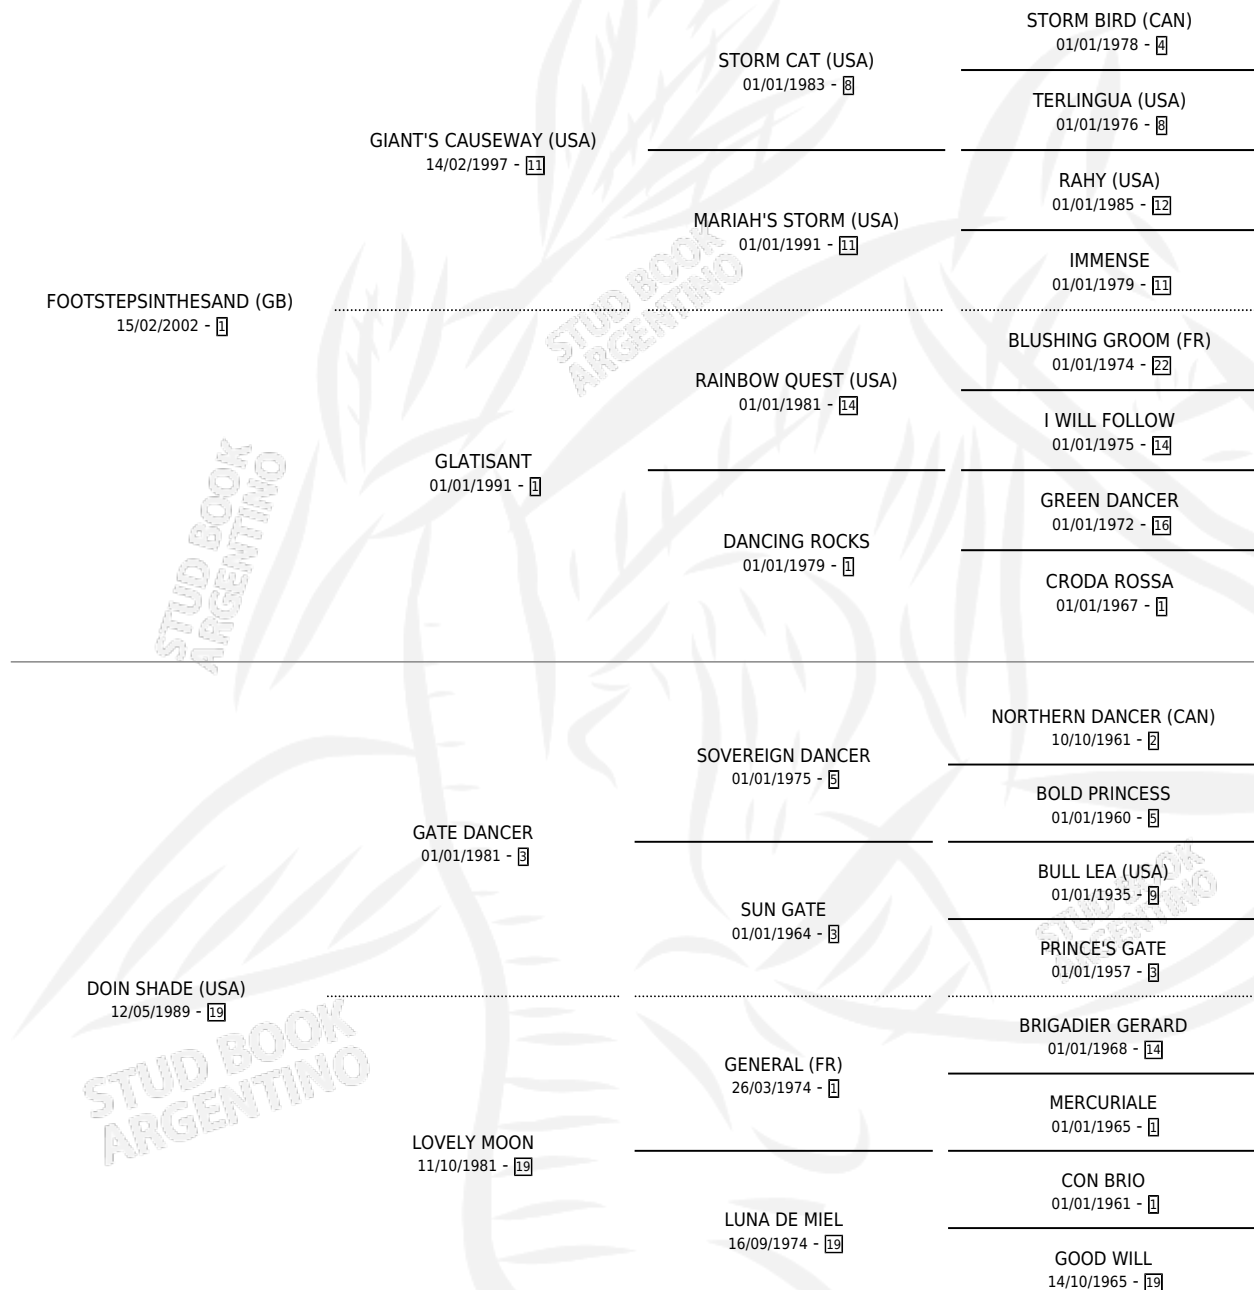 STORM BIRD (CAN)
01/01/1978 - 4
STORM CAT (USA)
01/01/1983 - 8
TERLINGUA (USA)
01/01/1976 - 8
GIANT'S CAUSEWAY (USA)
14/02/1997 - 11
RAHY (USA)
01/01/1985 - 12
MARIAH'S STORM (USA)
01/01/1991 - 11
IMMENSE
01/01/1979 - 11
FOOTSTEPSINTHESAND (GB)
15/02/2002 - 1
BLUSHING GROOM (FR)
01/01/1974 - 22
RAINBOW QUEST (USA)
01/01/1981 - 14
I WILL FOLLOW
01/01/1975 - 14
GLATISANT
01/01/1991 - 1
GREEN DANCER
01/01/1972 - 16
DANCING ROCKS
01/01/1979 - 1
CRODA ROSSA
01/01/1967 - 1
NORTHERN DANCER (CAN)
10/10/1961 - 2
SOVEREIGN DANCER
01/01/1975 - 5
BOLD PRINCESS
01/01/1960 - 5
GATE DANCER
01/01/1981 - 3
BULL LEA (USA)
01/01/1935 - 9
SUN GATE
01/01/1964 - 3
PRINCE'S GATE
01/01/1957 - 3
DOIN SHADE (USA)
12/05/1989 - 19
BRIGADIER GERARD
01/01/1968 - 14
GENERAL (FR)
26/03/1974 - 1
MERCURIALE
01/01/1965 - 1
LOVELY MOON
11/10/1981 - 19
CON BRIO
01/01/1961 - 1
LUNA DE MIEL
16/09/1974 - 19
GOOD WILL
14/10/1965 - 19
STUD BOOK
ARGENTINO
STUD BOOK
ARGENTINO
STUD BOOK
ARGENTINO
STUD BOOK
ARGENTINO